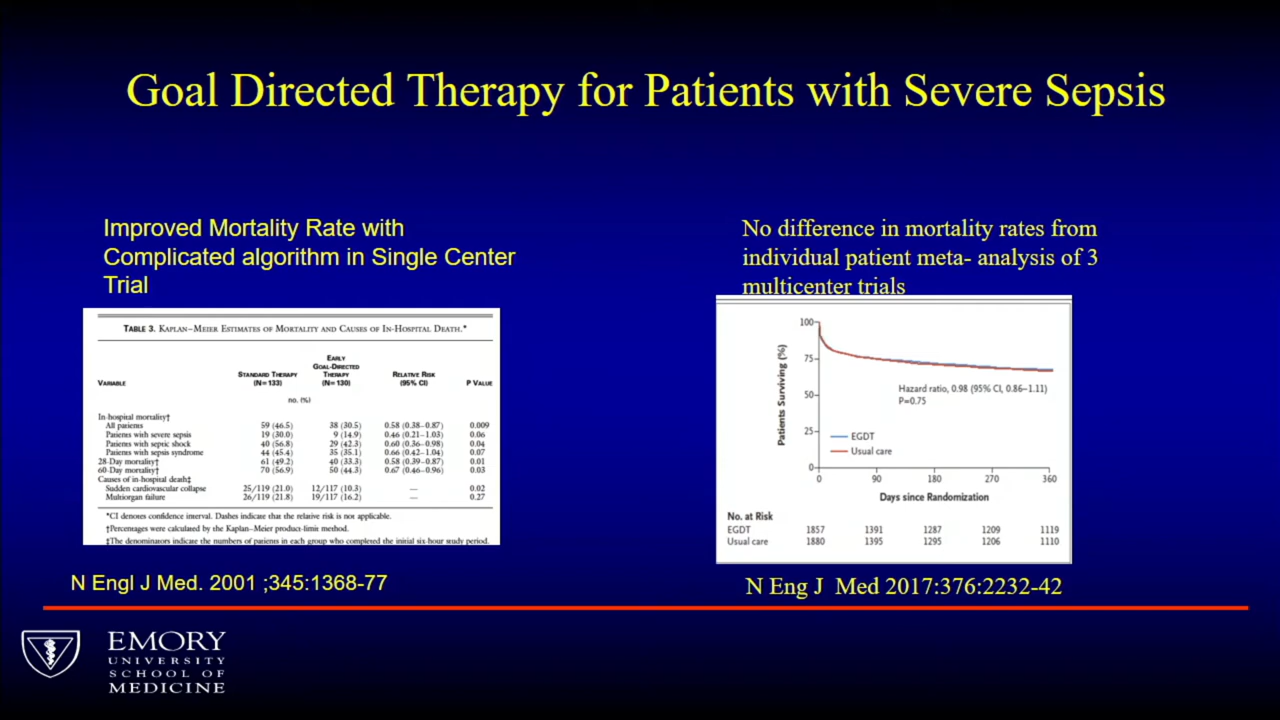 Goal Directed Therapy for Patients with Severe Sepsis
Improved Mortality Rate with
Complicated algorithm in Single Center
Trial
TABLE 3. KAPLAN–MEIER ESTIMATES OF MORTALITY AND CAUSES OF IN-HOSPITAL DEATH.*
VARIABLE
STANDARD THERAPY
(N=133)
EARLY
GOAL-DIRECTED
THERAPY
(N=130)
RELATIVE RISK
(95% CI)
P VALUE
no. (%)
In-hospital mortality†
All patients 59 (46.5) 38 (30.5) 0.58 (0.38–0.87) 0.009
Patients with severe sepsis 19 (30.0) 9 (14.9) 0.46 (0.21–1.03) 0.06
Patients with septic shock 40 (56.8) 29 (42.3) 0.60 (0.36–0.98) 0.04
Patients with sepsis syndrome 44 (45.4) 35 (35.1) 0.66 (0.42–1.04) 0.07
28-Day mortality† 61 (49.2) 40 (33.3) 0.58 (0.39–0.87) 0.01
60-Day mortality† 70 (56.9) 50 (44.3) 0.67 (0.46–0.96) 0.03
Causes of in-hospital death‡
Sudden cardiovascular collapse 25/119 (21.0) 12/117 (10.3) — 0.02
Multiorgan failure 26/119 (21.8) 19/117 (16.2) — 0.27
*CI denotes confidence interval. Dashes indicate that the relative risk is not applicable.
†Percentages were calculated by the Kaplan–Meier product-limit method.
‡The denominators indicate the numbers of patients in each group who completed the initial six-hour study period.
N Engl J Med. 2001 ;345:1368-77
No difference in mortality rates from
individual patient meta- analysis of 3
multicenter trials
Patients Surviving (%)
100
75
50
25
0
Hazard ratio, 0.98 (95% CI, 0.86–1.11)
P=0.75
EGDT
Usual care
0 90 180 270 360
Days since Randomization
No. at Risk
EGDT 1857 1391 1287 1209 1119
Usual care 1880 1395 1295 1206 1110
N Eng J Med 2017:376:2232-42
EMORY
UNIVERSITY
SCHOOL OF
MEDICINE